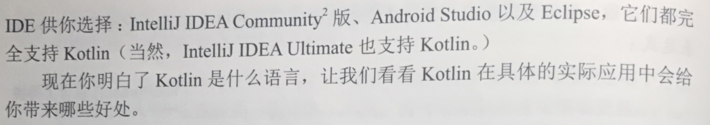 IDE 供你选择：IntelliJ IDEA Community² 版、Android Studio 以及 Eclipse，它们都完
全支持 Kotlin（当然，IntelliJ IDEA Ultimate 也支持 Kotlin。）
现在你明白了 Kotlin 是什么语言，让我们看看 Kotlin 在具体的实际应用中会给
你带来哪些好处。